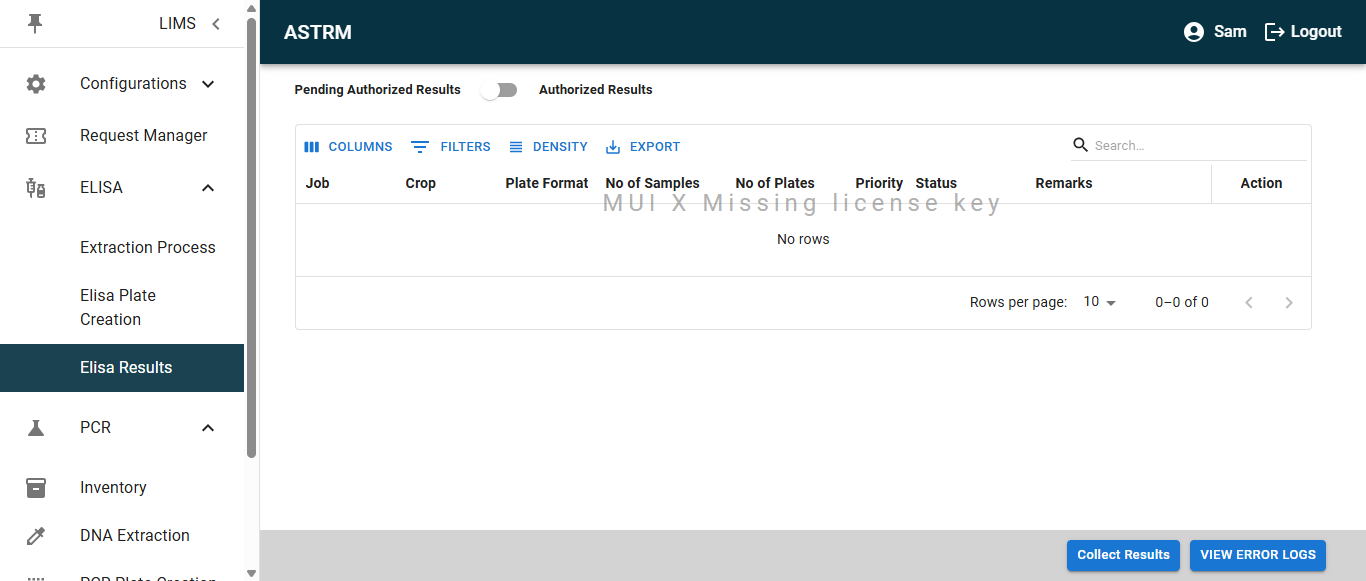 LIMS
ASTRM
Sam
Logout
Configurations
Request Manager
ELISA
Extraction Process
Elisa Plate
Creation
Elisa Results
PCR
Inventory
DNA Extraction
PCR Plate Creation
Pending Authorized Results
Authorized Results
COLUMNS
FILTERS
DENSITY
EXPORT
Search…
Job
Crop
Plate Format
No of Samples
No of Plates
Priority
Status
Remarks
Action
MUI X Missing license key
No rows
Rows per page:
10
0–0 of 0
Collect Results
VIEW ERROR LOGS